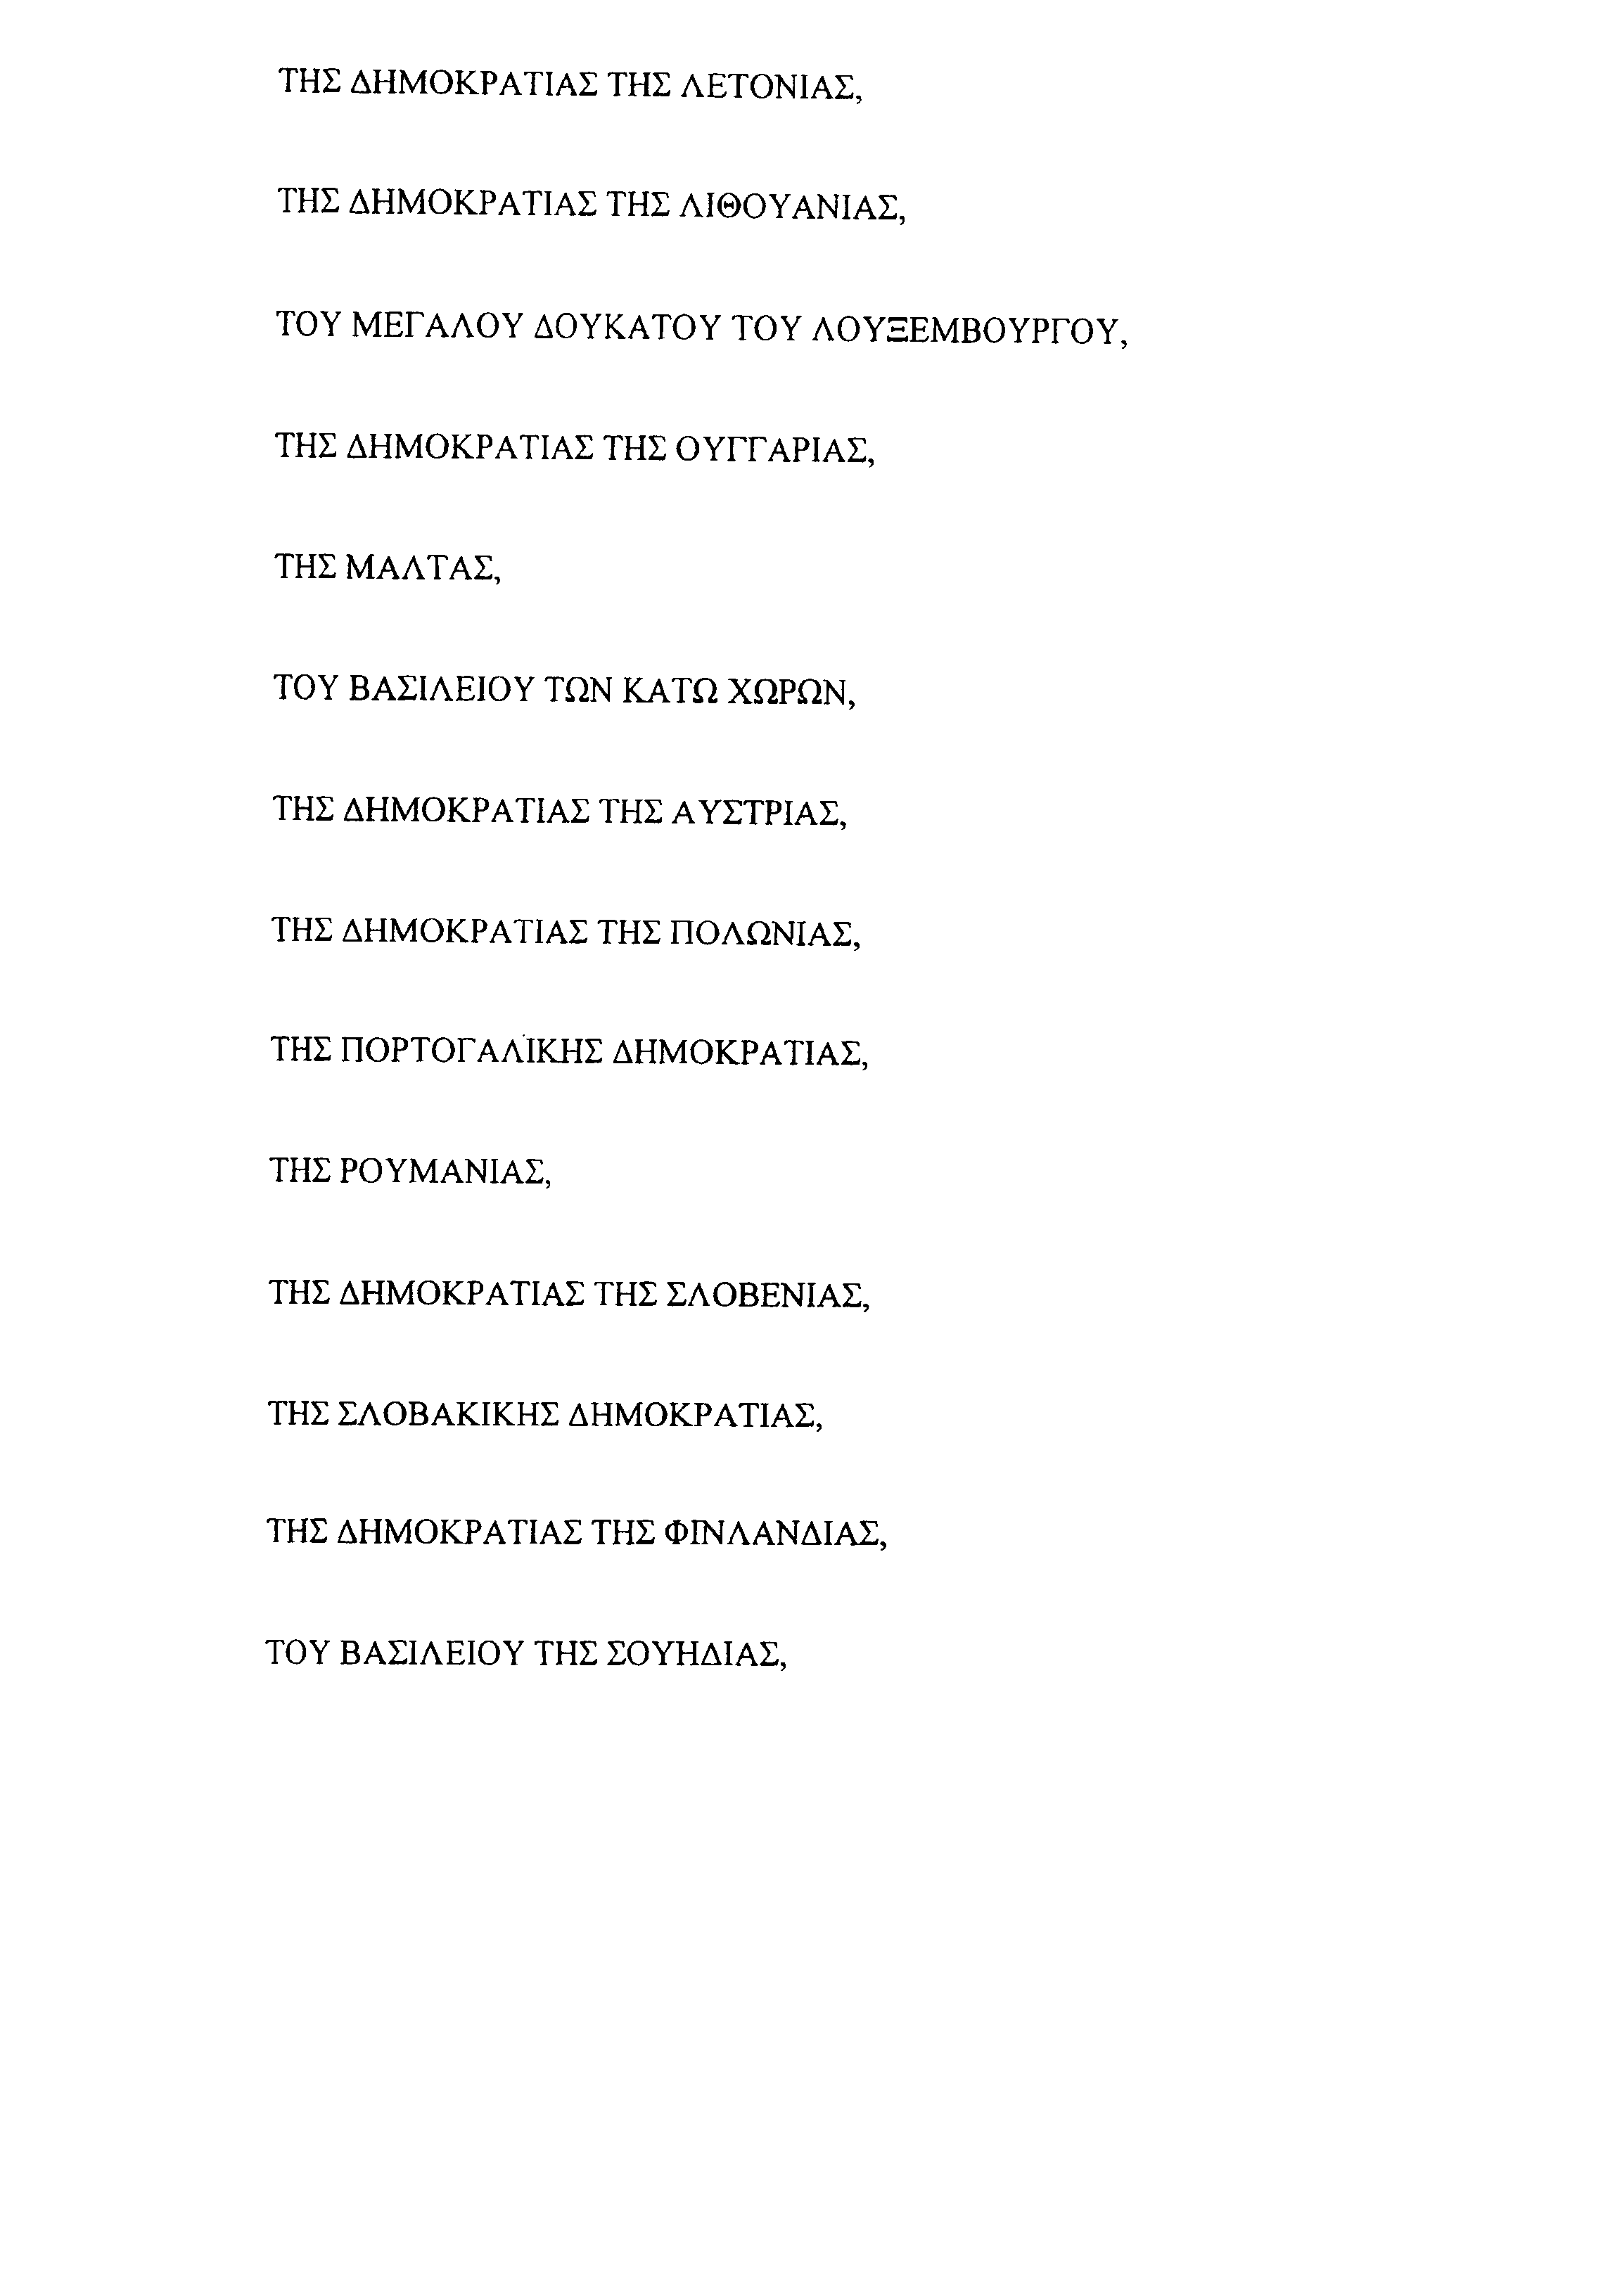 ΤΗΣ ΔΗΜΟΚΡΑΤΙΑΣ ΤΗΣ ΛΕΤΟΝΙΑΣ,
ΤΗΣ ΔΗΜΟΚΡΑΤΙΑΣ ΤΗΣ ΛΙΘΟΥΑΝΙΑΣ,
ΤΟΥ ΜΕΓΑΛΟΥ ΔΟΥΚΑΤΟΥ ΤΟΥ ΛΟΥΞΕΜΒΟΥΡΓΟΥ,
ΤΗΣ ΔΗΜΟΚΡΑΤΙΑΣ ΤΗΣ ΟΥΓΓΑΡΙΑΣ,
ΤΗΣ ΜΑΛΤΑΣ,
ΤΟΥ ΒΑΣΙΛΕΙΟΥ ΤΩΝ ΚΑΤΩ ΧΩΡΩΝ,
ΤΗΣ ΔΗΜΟΚΡΑΤΙΑΣ ΤΗΣ ΑΥΣΤΡΙΑΣ,
ΤΗΣ ΔΗΜΟΚΡΑΤΙΑΣ ΤΗΣ ΠΟΛΩΝΙΑΣ,
ΤΗΣ ΠΟΡΤΟΓΑΛΪΚΗΣ ΔΗΜΟΚΡΑΤΙΑΣ,
ΤΗΣ ΡΟΥΜΑΝΙΑΣ,
ΤΗΣ ΔΗΜΟΚΡΑΤΙΑΣ ΤΗΣ ΣΛΟΒΕΝΙΑΣ,
ΤΗΣ ΣΛΟΒΑΚΙΚΗΣ ΔΗΜΟΚΡΑΤΙΑΣ,
ΤΗΣ ΔΗΜΟΚΡΑΤΙΑΣ ΤΗΣ ΦΙΝΛΑΝΔΙΑΣ,
ΤΟΥ ΒΑΣΙΛΕΙΟΥ ΤΗΣ ΣΟΥΗΔΙΑΣ,